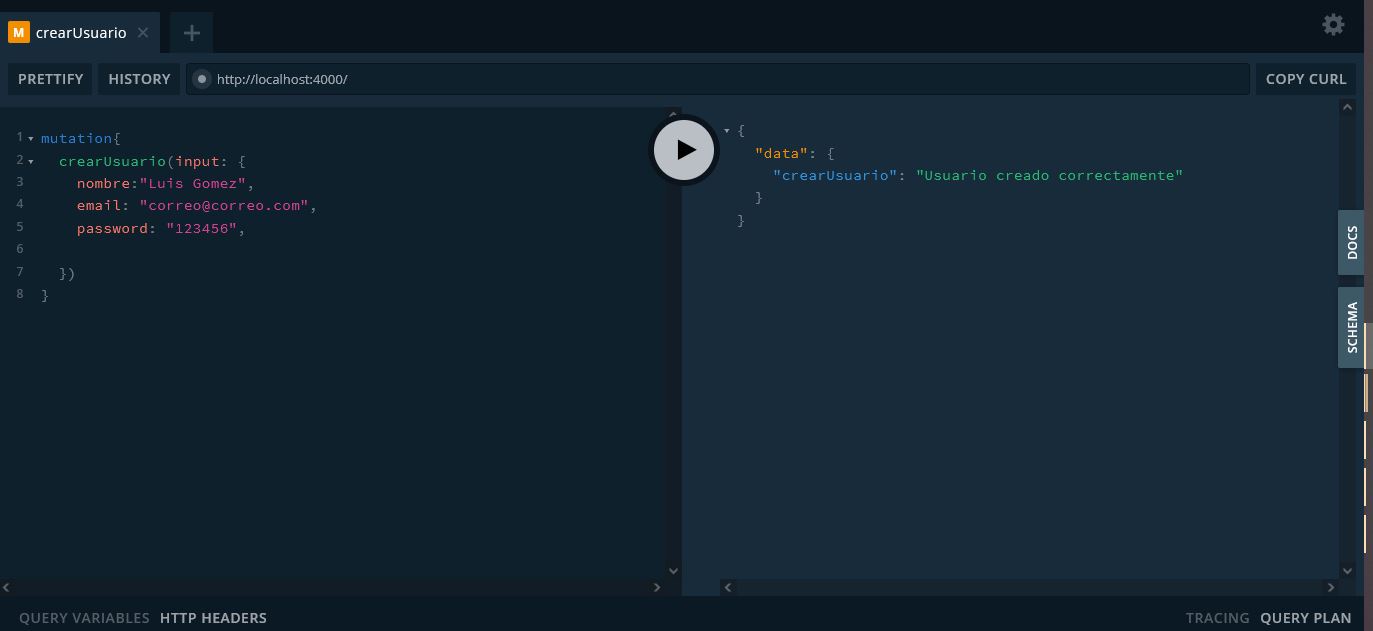 M crearUsuario
PRETTIFY HISTORY http://localhost:4000/ COPY CURL
1 mutation{
2 crearUsuario(input: {
3 nombre:"Luis Gomez",
4 email: "correo@correo.com",
5 password: "123456",
6
7 })
8 }
{
"data": {
"crearUsuario": "Usuario creado correctamente"
}
}
DOCS
SCHEMA
QUERY VARIABLES HTTP HEADERS
TRACING QUERY PLAN